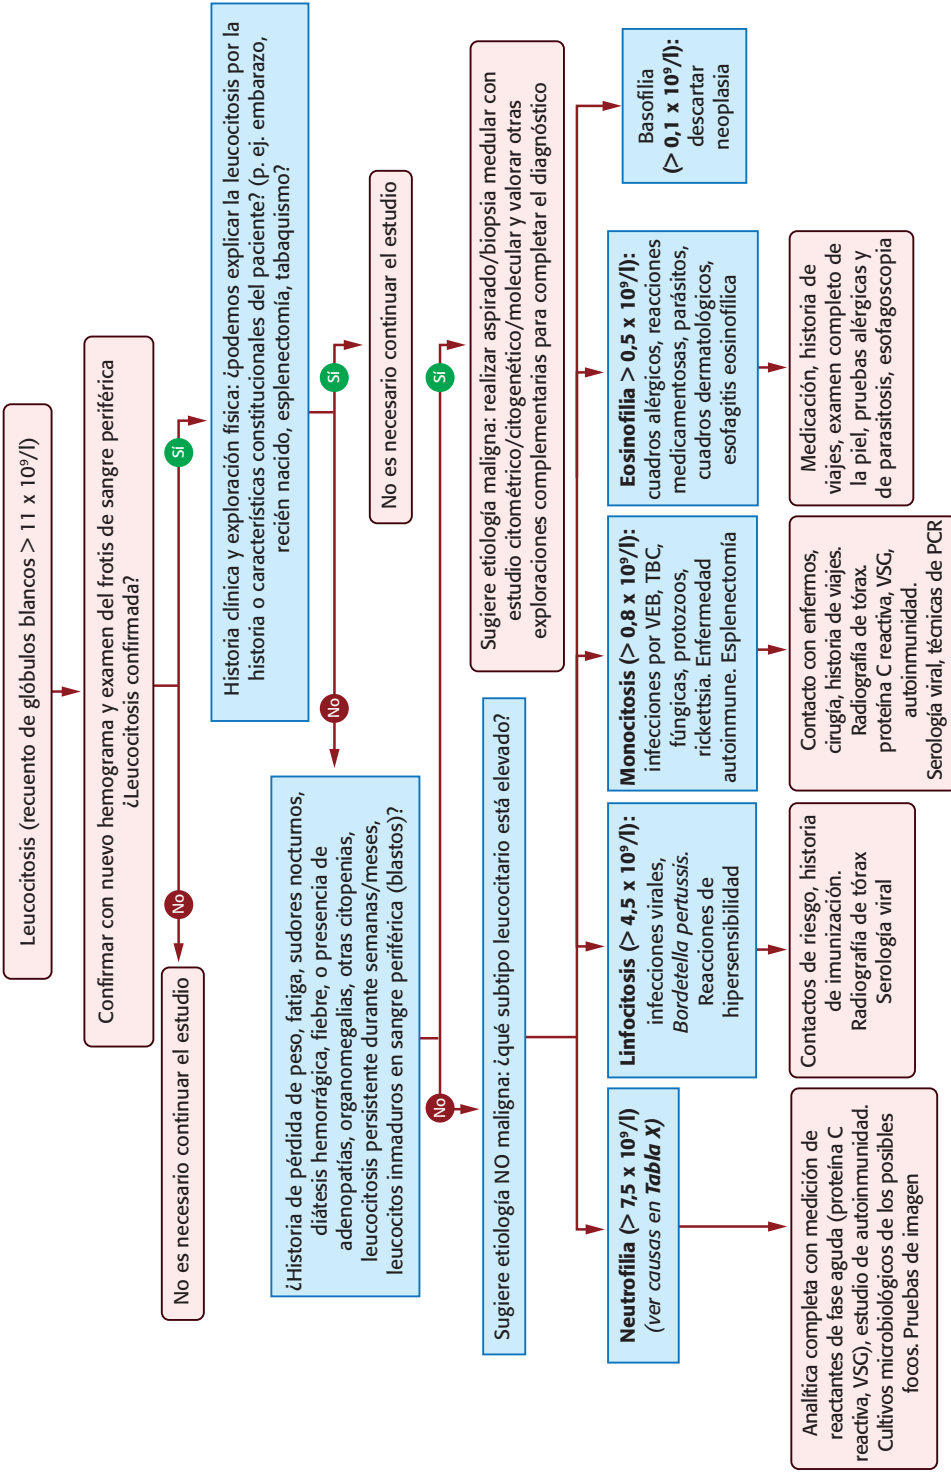 Leucocitosis (recuento de glóbulos blancos > 11 x 10⁹/l)
Confirmar con nuevo hemograma y examen del frotis de sangre periférica
¿Leucocitosis confirmada?
No
Sí
No es necesario continuar el estudio
Historia clínica y exploración física: ¿podemos explicar la leucocitosis por la
historia o características constitucionales del paciente? (p. ej. embarazo,
recién nacido, esplenectomía, tabaquismo?
No
Sí
No es necesario continuar el estudio
¿Historia de pérdida de peso, fatiga, sudores nocturnos,
diátesis hemorrágica, fiebre, o presencia de
adenopatías, organomegalias, otras citopenias,
leucocitosis persistente durante semanas/meses,
leucocitos inmaduros en sangre periférica (blastos)?
No
Sí
Sugiere etiología maligna: realizar aspirado/biopsia medular con
estudio citométrico/citogenético/molecular y valorar otras
exploraciones complementarias para completar el diagnóstico
Sugiere etiología NO maligna: ¿qué subtipo leucocitario está elevado?
Neutrofilia (> 7,5 x 10⁹/l)
(ver causas en Tabla X)
Linfocitosis (> 4,5 x 10⁹/l):
infecciones virales,
Bordetella pertussis.
Reacciones de
hipersensibilidad
Monocitosis (> 0,8 x 10⁹/l):
infecciones por VEB, TBC,
fúngicas, protozoos,
rickettsia. Enfermedad
autoinmune. Esplenectomía
Eosinofilia > 0,5 x 10⁹/l):
cuadros alérgicos, reacciones
medicamentosas, parásitos,
cuadros dermatológicos,
esofagitis eosinofílica
Basofilia
(> 0,1 x 10⁹/l):
descartar
neoplasia
Analítica completa con medición de
reactantes de fase aguda (proteína C
reactiva, VSG), estudio de autoinmunidad.
Cultivos microbiológicos de los posibles
focos. Pruebas de imagen
Contactos de riesgo, historia
de imunización.
Radiografía de tórax
Serología viral
Contacto con enfermos,
cirugía, historia de viajes.
Radiografía de tórax.
proteína C reactiva, VSG,
autoinmunidad.
Serología viral, técnicas de PCR
Medicación, historia de
viajes, examen completo de
la piel, pruebas alérgicas y
de parasitosis, esofagoscopia